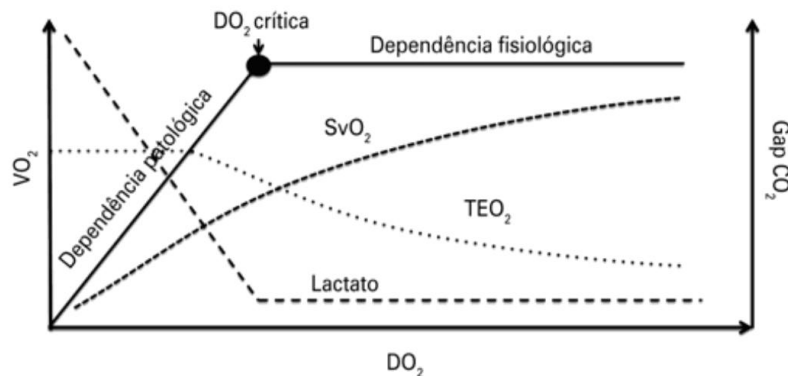 DO2 crítica
Dependência fisiológica
Dependência patológica
SvO2
VO2
Gap CO2
TEO2
Lactato
DO2